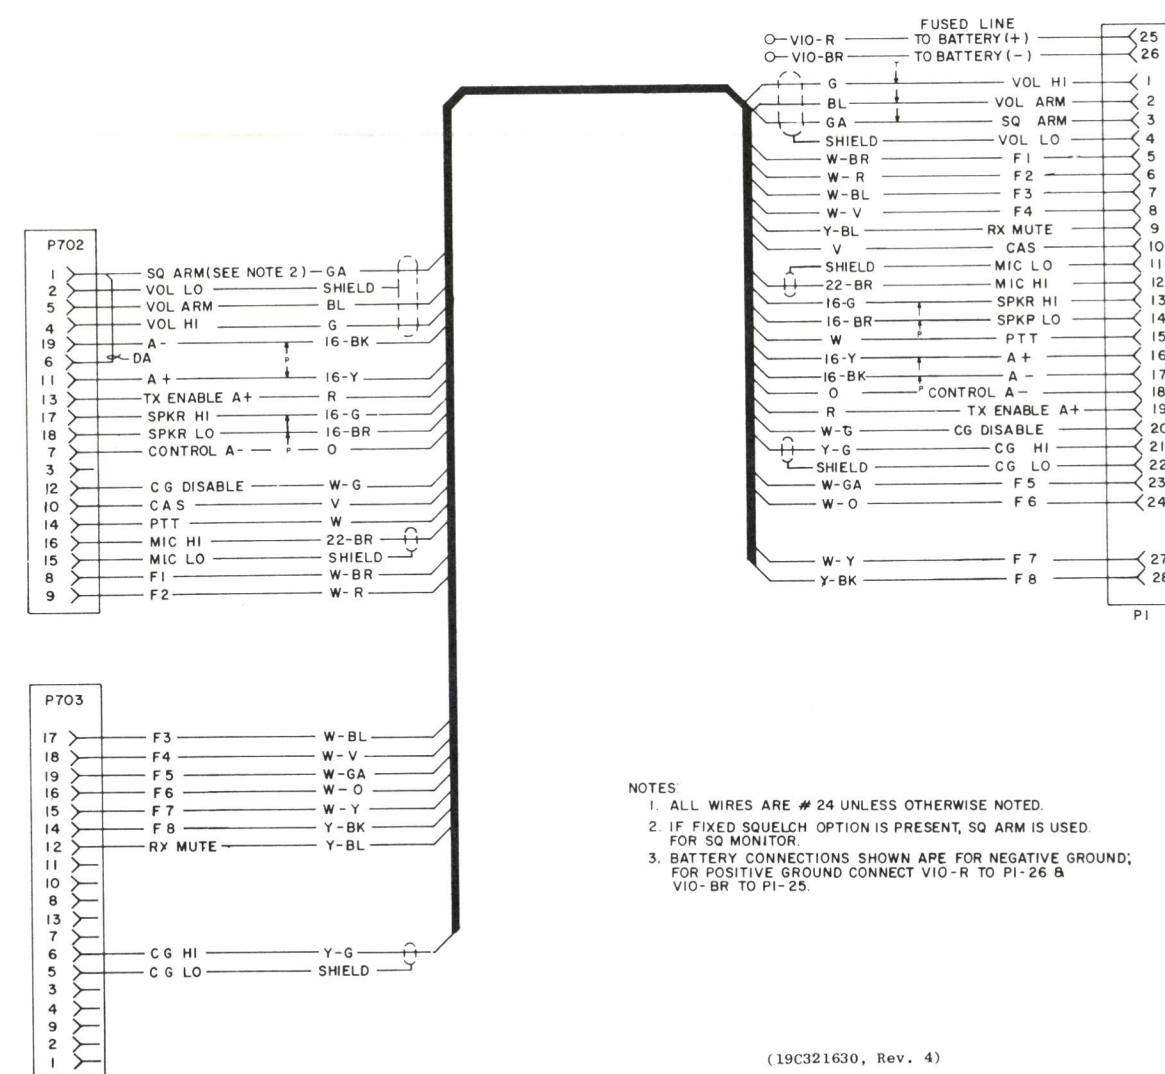 FUSED LINE
V10-R TO BATTERY (+) 25
V10-BR TO BATTERY (-) 26
G VOL HI 1
BL VOL ARM 2
GA SQ ARM 3
SHIELD VOL LO 4
W-BR F1 5
W-R F2 6
W-BL F3 7
W-V F4 8
Y-BL RX MUTE 9
V CAS 10
SHIELD MIC LO 11
22-BR MIC HI 12
16-G SPKR HI 13
16-BR P SPKP LO 14
W PTT 15
16-Y A+ 16
16-BK A- 17
O P CONTROL A- 18
R TX ENABLE A+ 19
W-G CG DISABLE 20
Y-G CG HI 21
SHIELD CG LO 22
W-GA F5 23
W-O F6 24
W-Y F7 27
Y-BK F8 28
P1
P702
1 SQ ARM(SEE NOTE 2) GA
2 VOL LO SHIELD
5 VOL ARM BL
4 VOL HI G
19 A- 16-BK
6 DA P
11 A+ 16-Y
13 TX ENABLE A+ R
17 SPKR HI 16-G
18 SPKR LO 16-BR
7 CONTROL A- P O
3
12 CG DISABLE W-G
10 CAS V
14 PTT W
16 MIC HI 22-BR
15 MIC LO SHIELD
8 F1 W-BR
9 F2 W-R
P703
17 F3 W-BL
18 F4 W-V
19 F5 W-GA
16 F6 W-O
15 F7 W-Y
14 F8 Y-BK
12 RX MUTE Y-BL
11
10
8
13
7
6 CG HI Y-G
5 CG LO SHIELD
3
4
9
2
1
NOTES:
1. ALL WIRES ARE # 24 UNLESS OTHERWISE NOTED.
2. IF FIXED SQUELCH OPTION IS PRESENT, SQ ARM IS USED.
FOR SQ MONITOR.
3. BATTERY CONNECTIONS SHOWN APE FOR NEGATIVE GROUND;
FOR POSITIVE GROUND CONNECT V10-R TO P1-26 &
V10-BR TO P1-25.
(19C321630, Rev. 4)